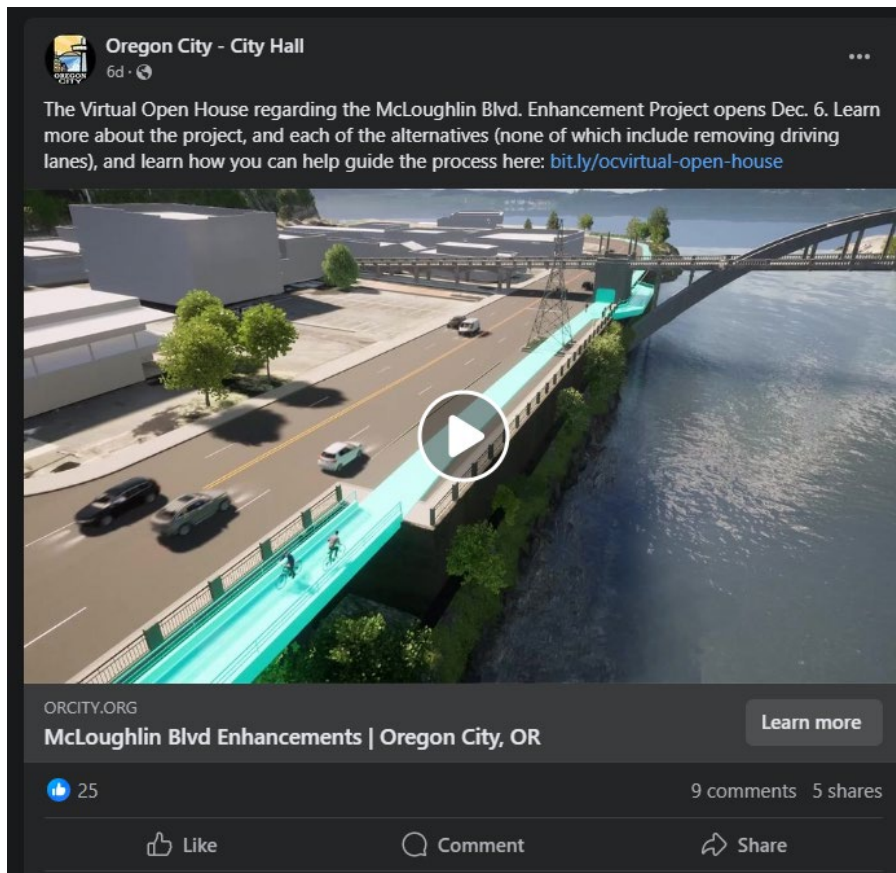 Oregon City - City Hall
6d ·
The Virtual Open House regarding the McLoughlin Blvd. Enhancement Project opens Dec. 6. Learn
more about the project, and each of the alternatives (none of which include removing driving
lanes), and learn how you can help guide the process here: bit.ly/ocvirtual-open-house
OREGON
CITY
ORCITY.ORG
McLoughlin Blvd Enhancements | Oregon City, OR
Learn more
25
9 comments 5 shares
Like
Comment
Share